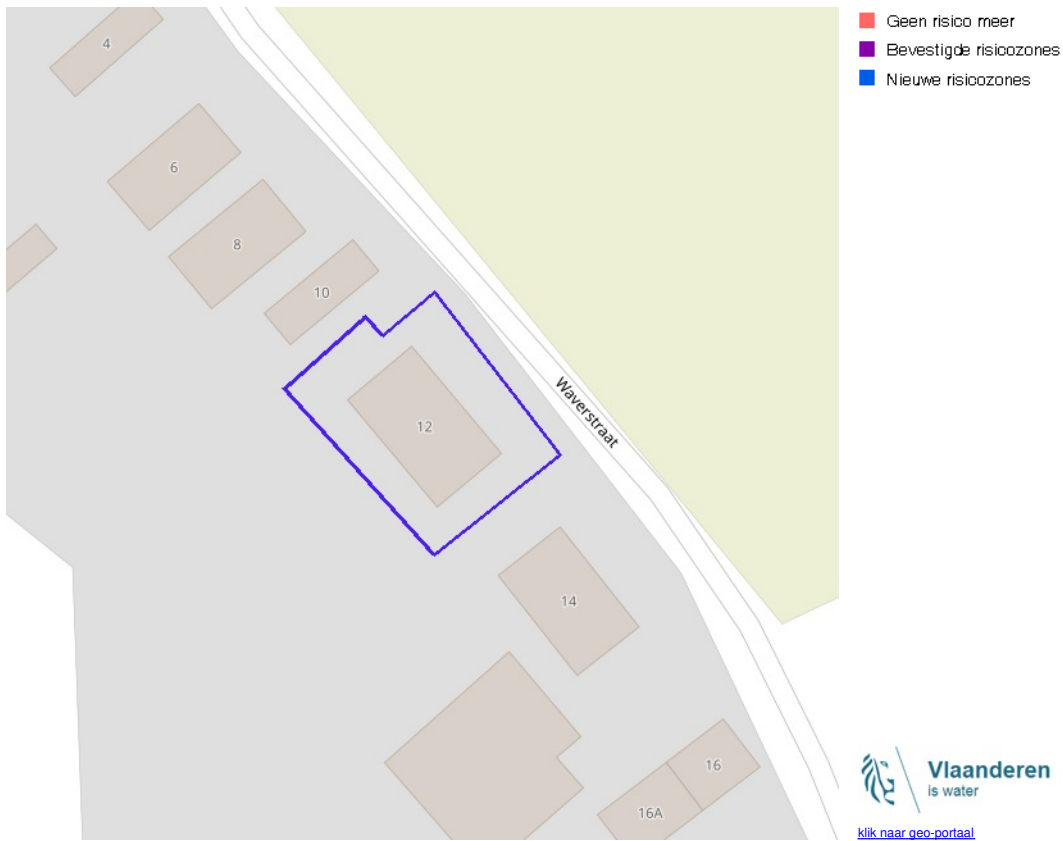 4
6
8
10
12
Waverstraat
14
16
16A
Geen risico meer
Bevestigde risicozones
Nieuwe risicozones
Vlaanderen
is water
klik naar geo-portaal